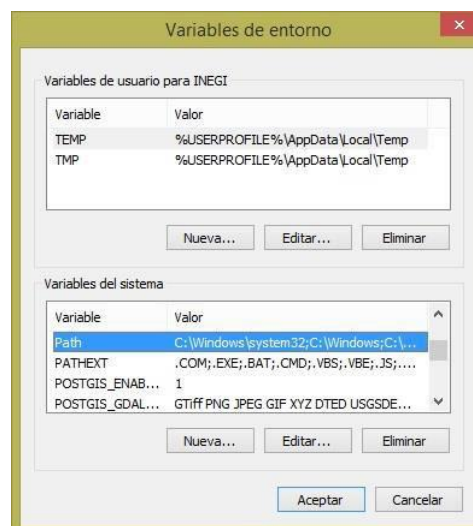 Variables de entorno
Variables de usuario para INEGI
Variable Valor
TEMP %USERPROFILE%\AppData\Local\Temp
TMP %USERPROFILE%\AppData\Local\Temp
Nueva... Editar... Eliminar
Variables del sistema
Variable Valor
Path C:\Windows\system32;C:\Windows;C:\...
PATHEXT .COM;.EXE;.BAT;.CMD;.VBS;.VBE;.JS;....
POSTGIS_ENAB... 1
POSTGIS_GDAL... GTiff PNG JPEG GIF XYZ DTED USGSDE...
Nueva... Editar... Eliminar
Aceptar Cancelar